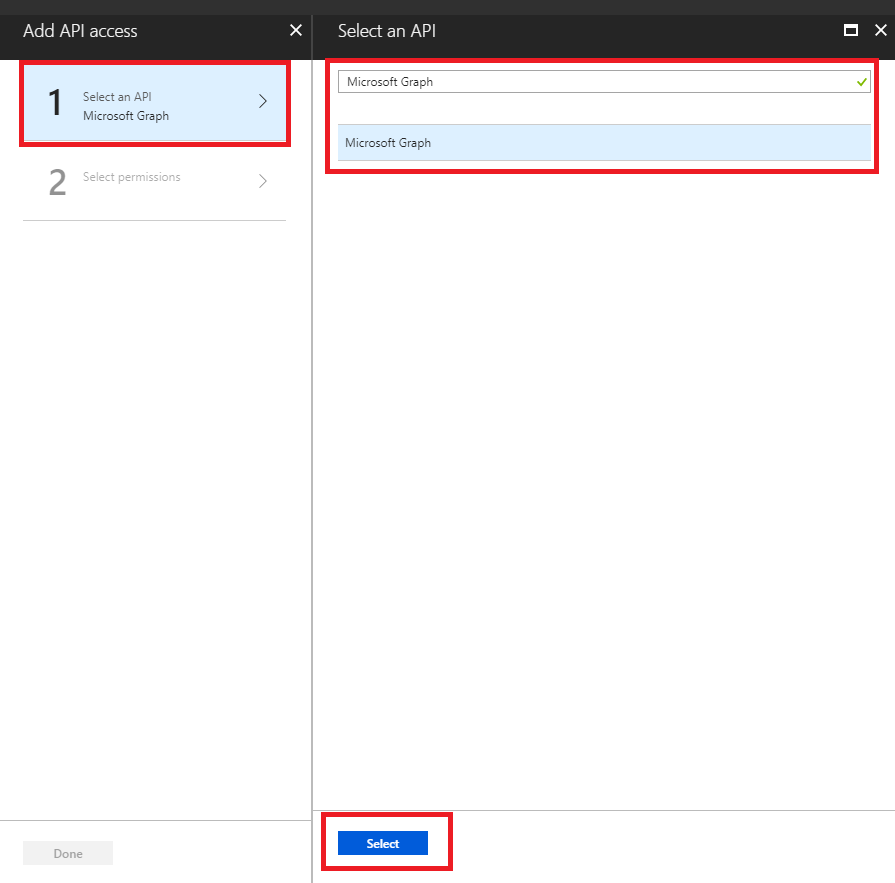 Add API access
Select an API
1
Select an API
Microsoft Graph
2
Select permissions
Microsoft Graph
Microsoft Graph
Done
Select